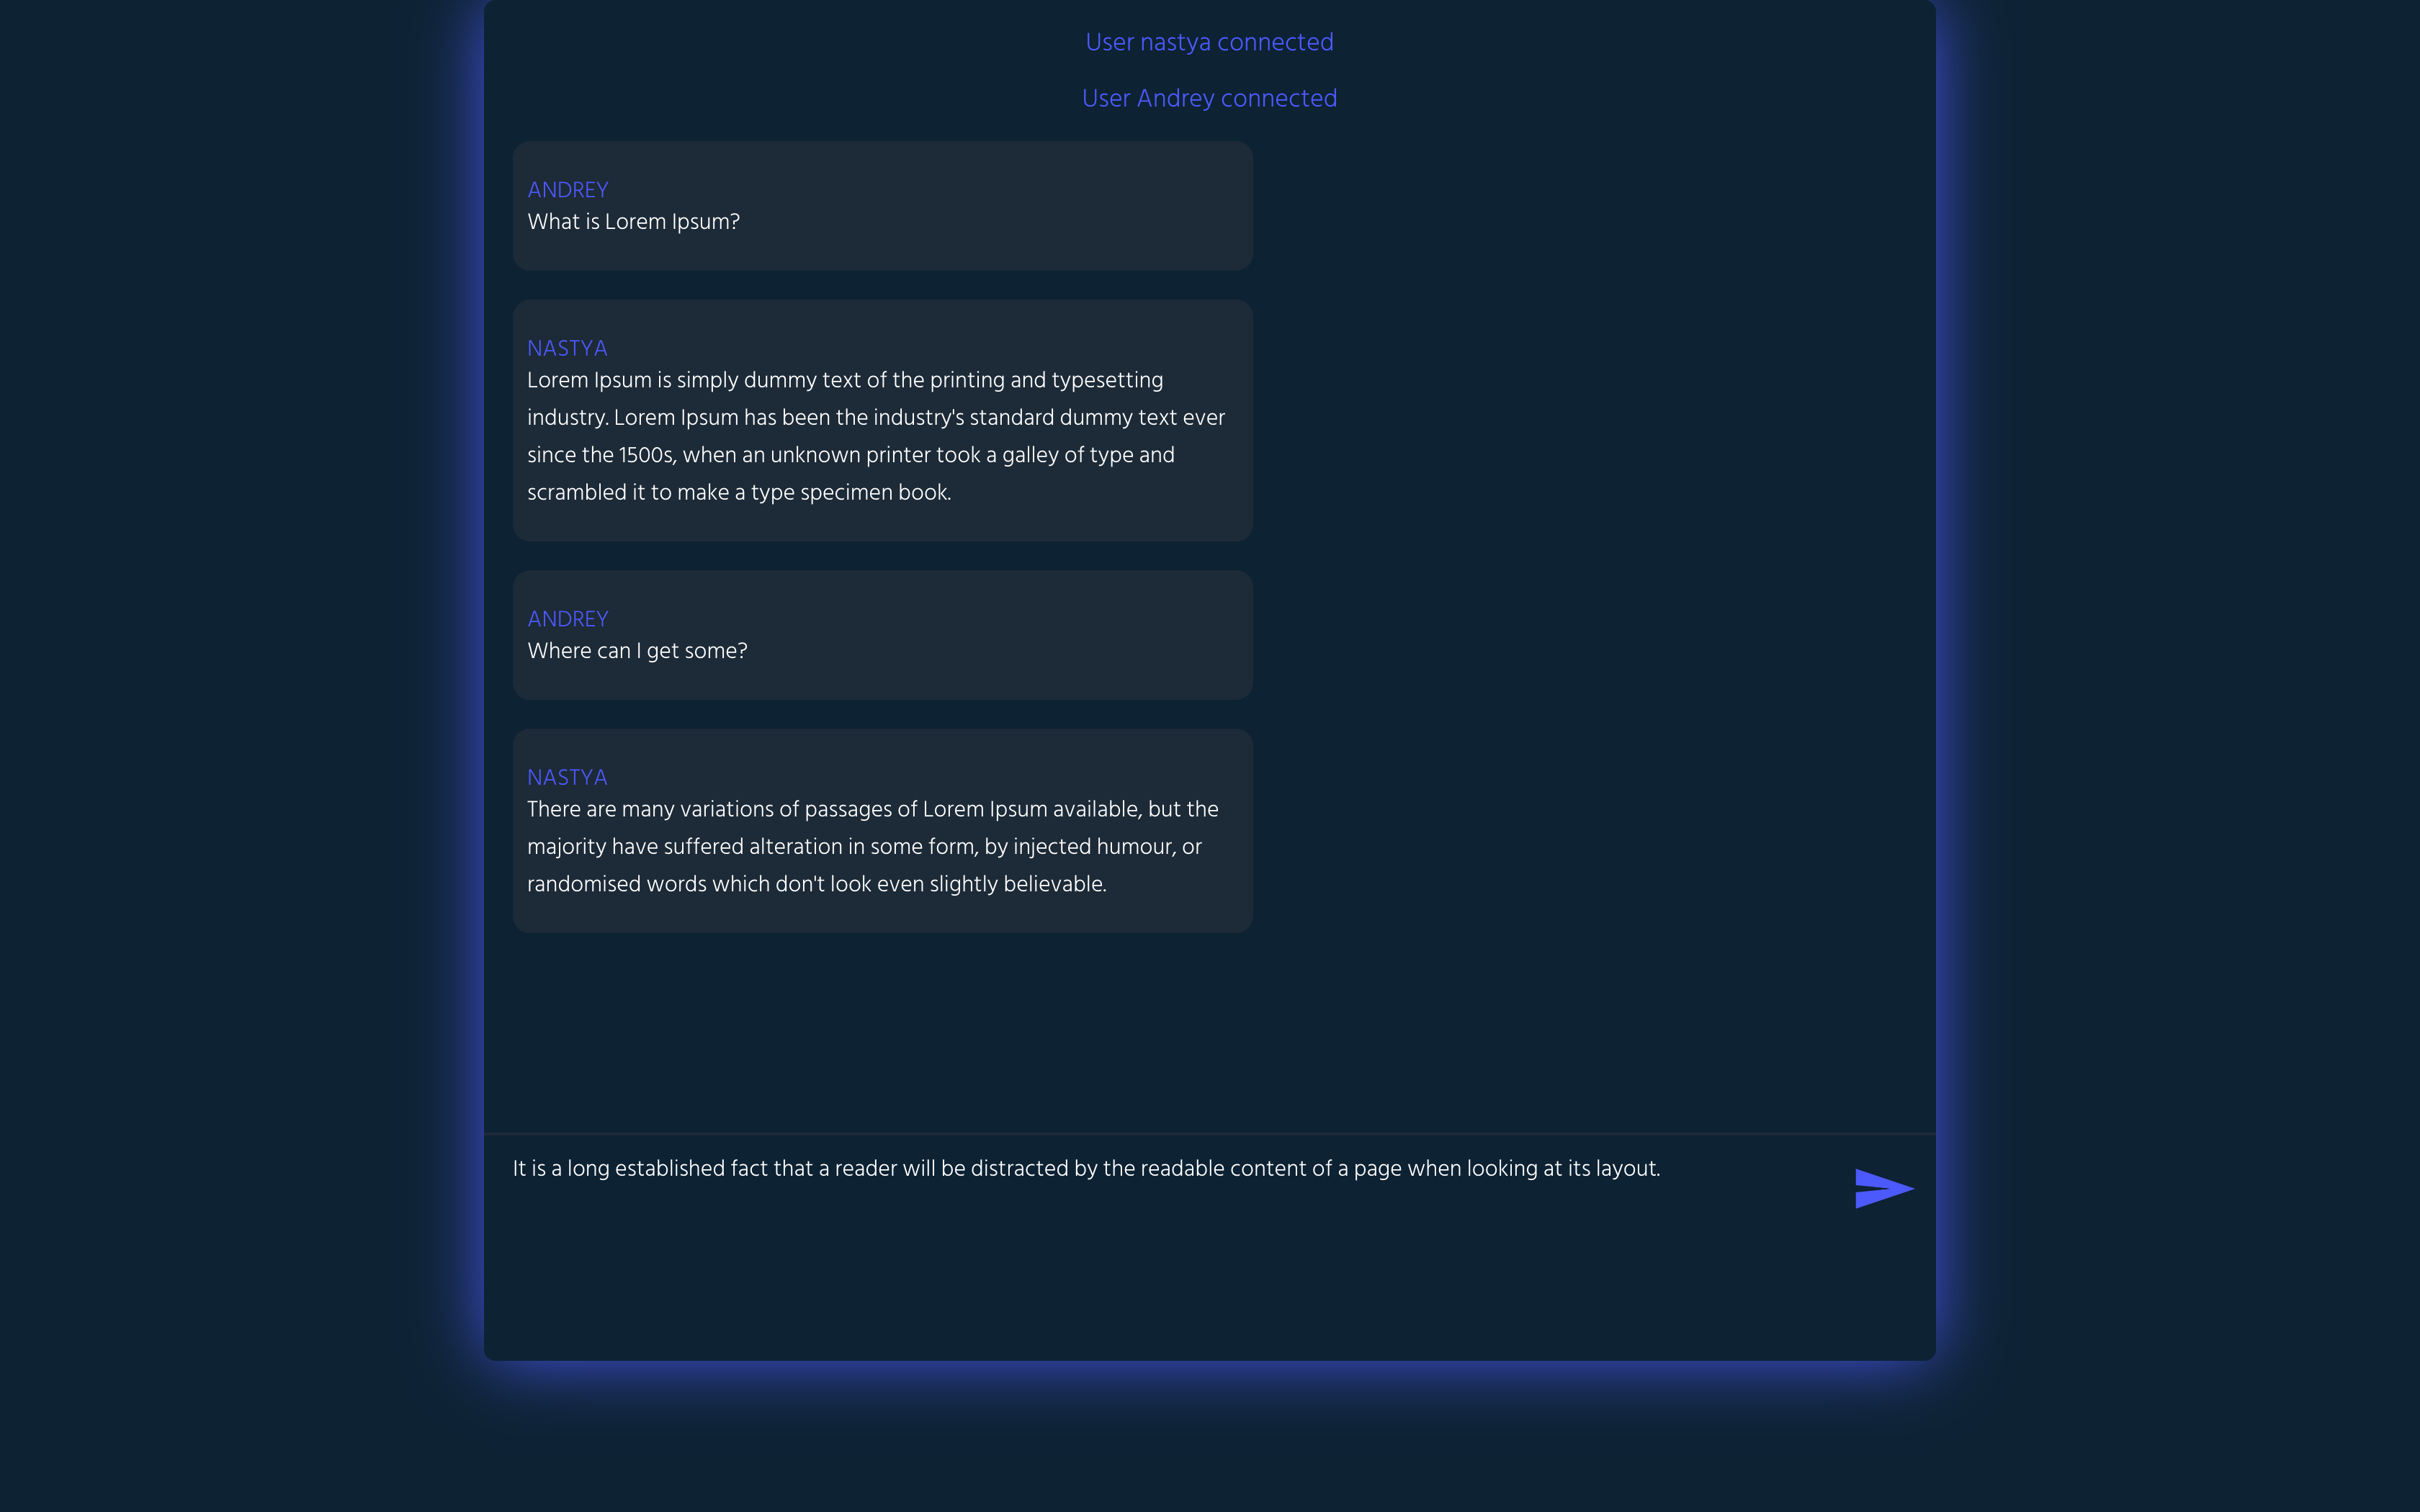 User nastya connected
User Andrey connected
ANDREY
What is Lorem Ipsum?
NASTYA
Lorem Ipsum is simply dummy text of the printing and typesetting
industry. Lorem Ipsum has been the industry's standard dummy text ever
since the 1500s, when an unknown printer took a galley of type and
scrambled it to make a type specimen book.
ANDREY
Where can I get some?
NASTYA
There are many variations of passages of Lorem Ipsum available, but the
majority have suffered alteration in some form, by injected humour, or
randomised words which don't look even slightly believable.
It is a long established fact that a reader will be distracted by the readable content of a page when looking at its layout.